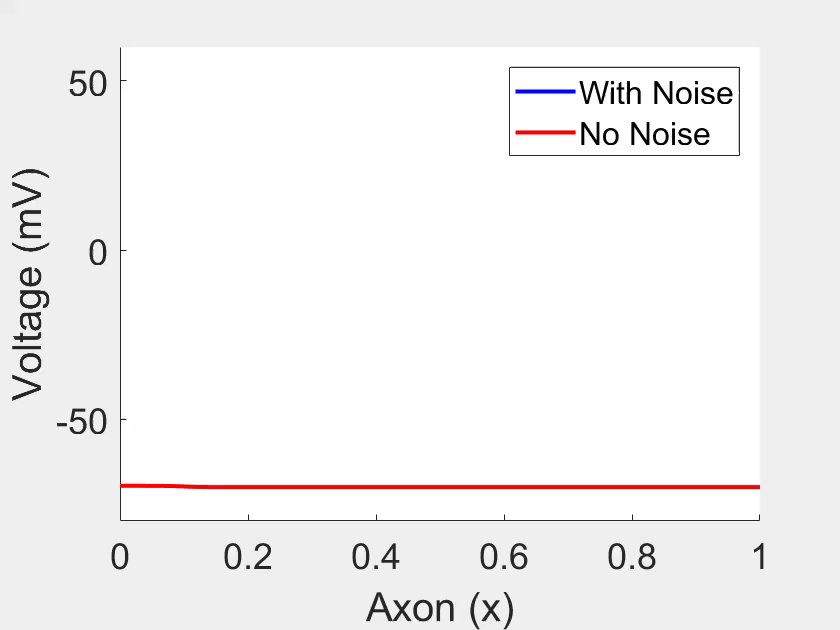 50
With Noise
No Noise
Voltage (mV)
0
-50
0 0.2 0.4 0.6 0.8 1
Axon (x)